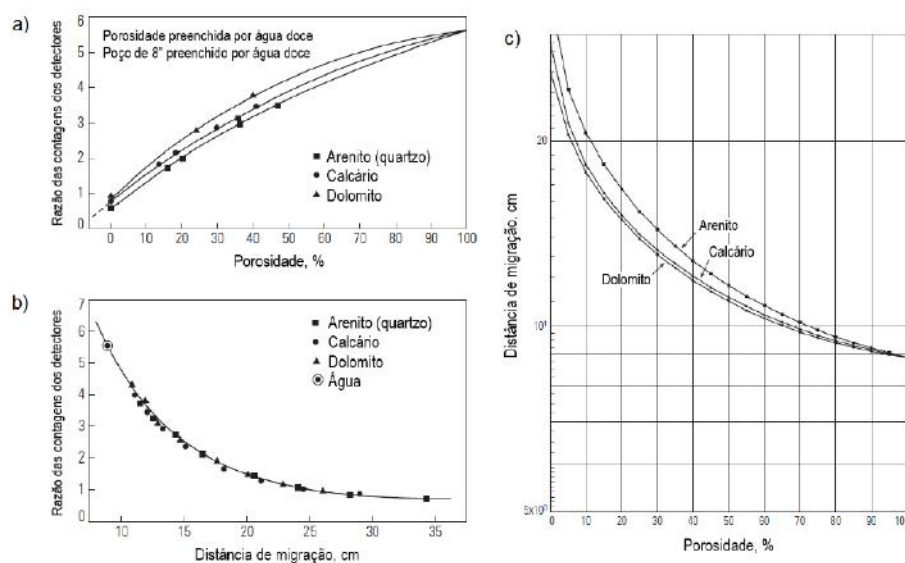 a)
Razão das contagens dos detectores
6
5
4
3
2
1
0
Porosidade preenchida por água doce
Poço de 8" preenchido por água doce
Arenito (quartzo)
Calcário
Dolomito
0 10 20 30 40 50 60 70 80 90 100
Porosidade, %
b)
Razão das contagens dos detectores
7
6
5
4
3
2
1
0
Arenito (quartzo)
Calcário
Dolomito
Água
10 15 20 25 30 35
Distância de migração, cm
c)
Distância de migração, cm
20
10¹
5x10⁰
Arenito
Calcário
Dolomito
0 10 20 30 40 50 60 70 80 90 100
Porosidade, %